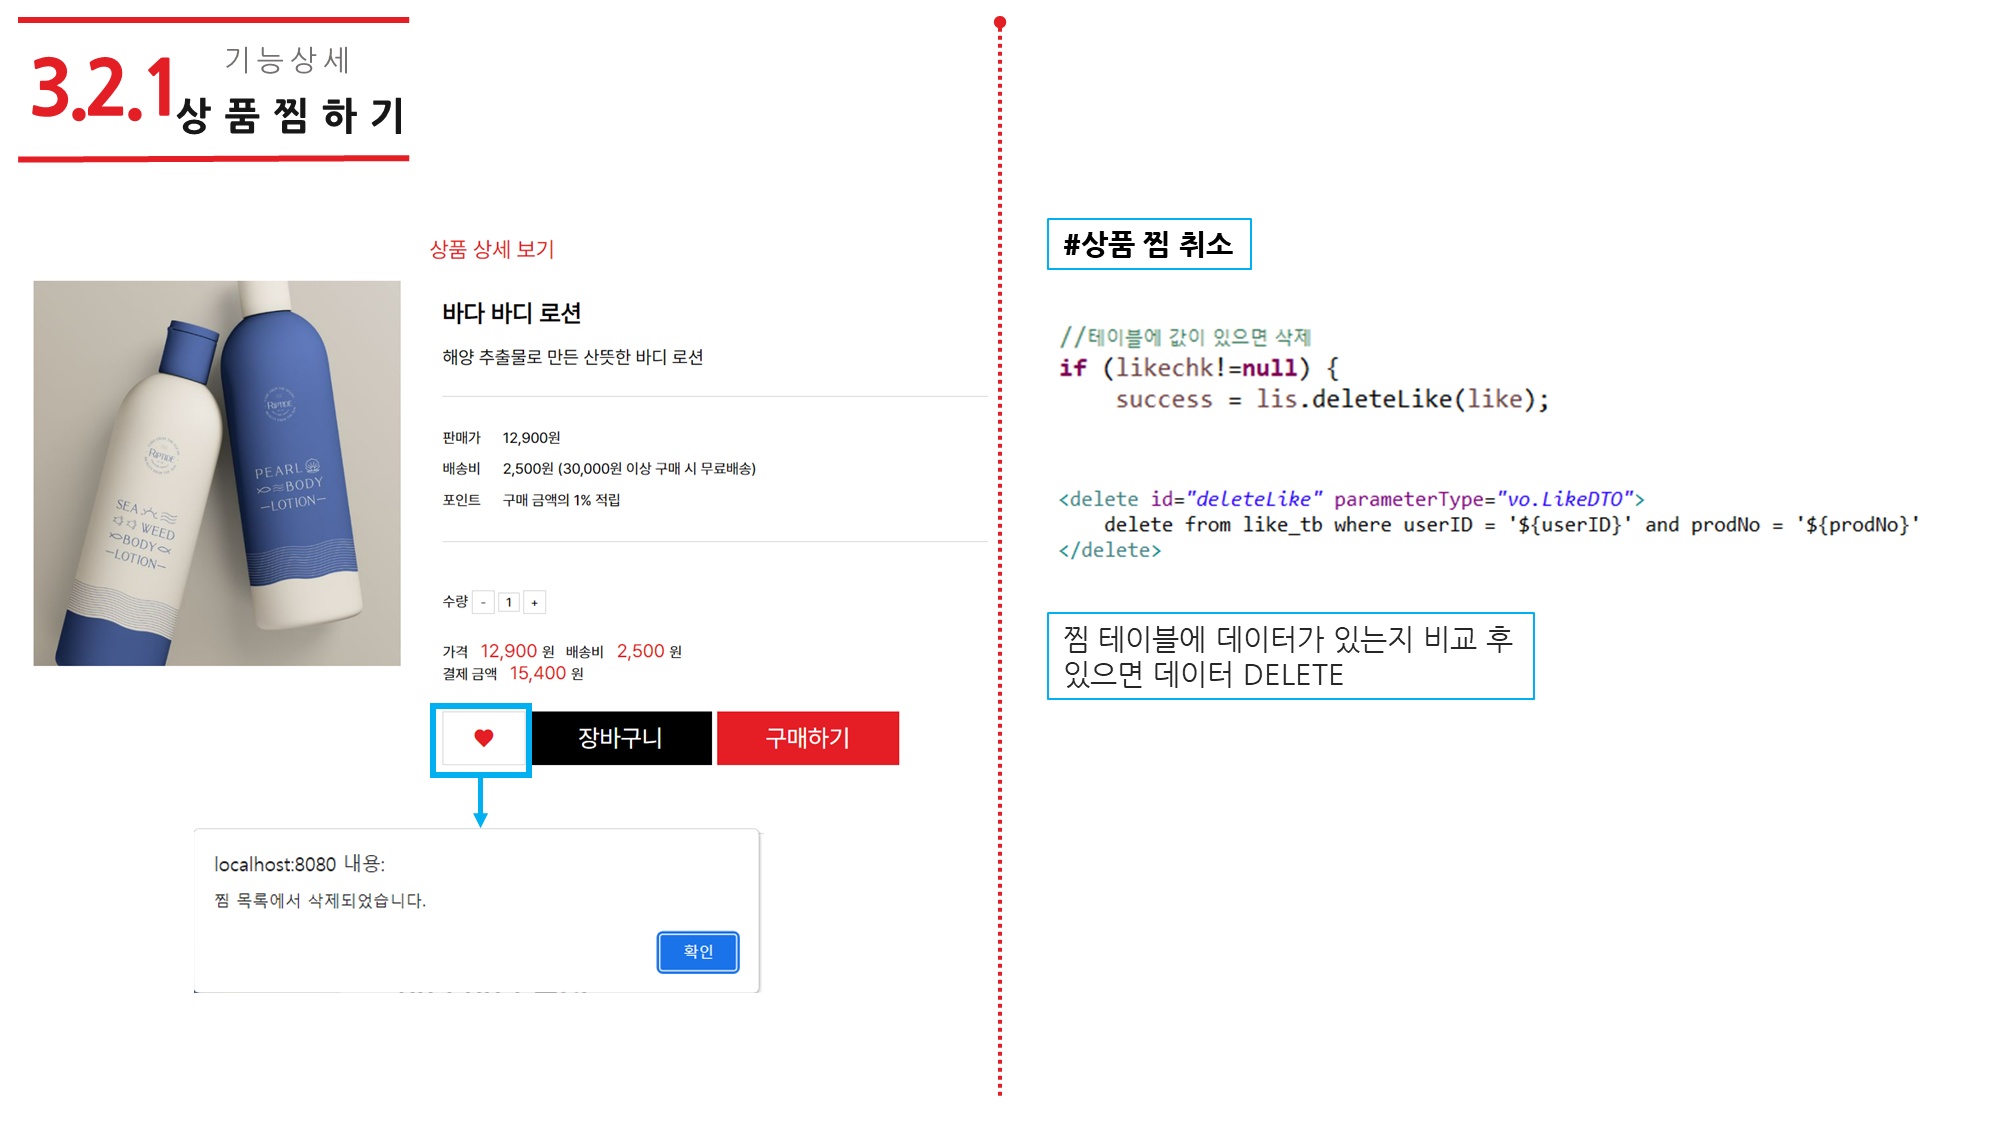 기능상세
3.2.1 상품찜하기
상품 상세 보기
바다 바디 로션
해양 추출물로 만든 산뜻한 바디 로션
판매가 12,900원
배송비 2,500원 (30,000원 이상 구매 시 무료배송)
포인트 구매 금액의 1% 적립
수량 - 1 +
가격 12,900 원 배송비 2,500 원
결제 금액 15,400 원
장바구니
구매하기
RIPTIDE
SEA
WEED
BODY
LOTION
RIPTIDE
PEARL
BODY
LOTION
localhost:8080 내용:
찜 목록에서 삭제되었습니다.
확인
#상품 찜 취소
//테이블에 값이 있으면 삭제
if (likechk!=null) {
success = lis.deleteLike(like);
<delete id="deleteLike" parameterType="vo.LikeDTO">
delete from like_tb where userID = '${userID}' and prodNo = '${prodNo}'
</delete>
찜 테이블에 데이터가 있는지 비교 후
있으면 데이터 DELETE